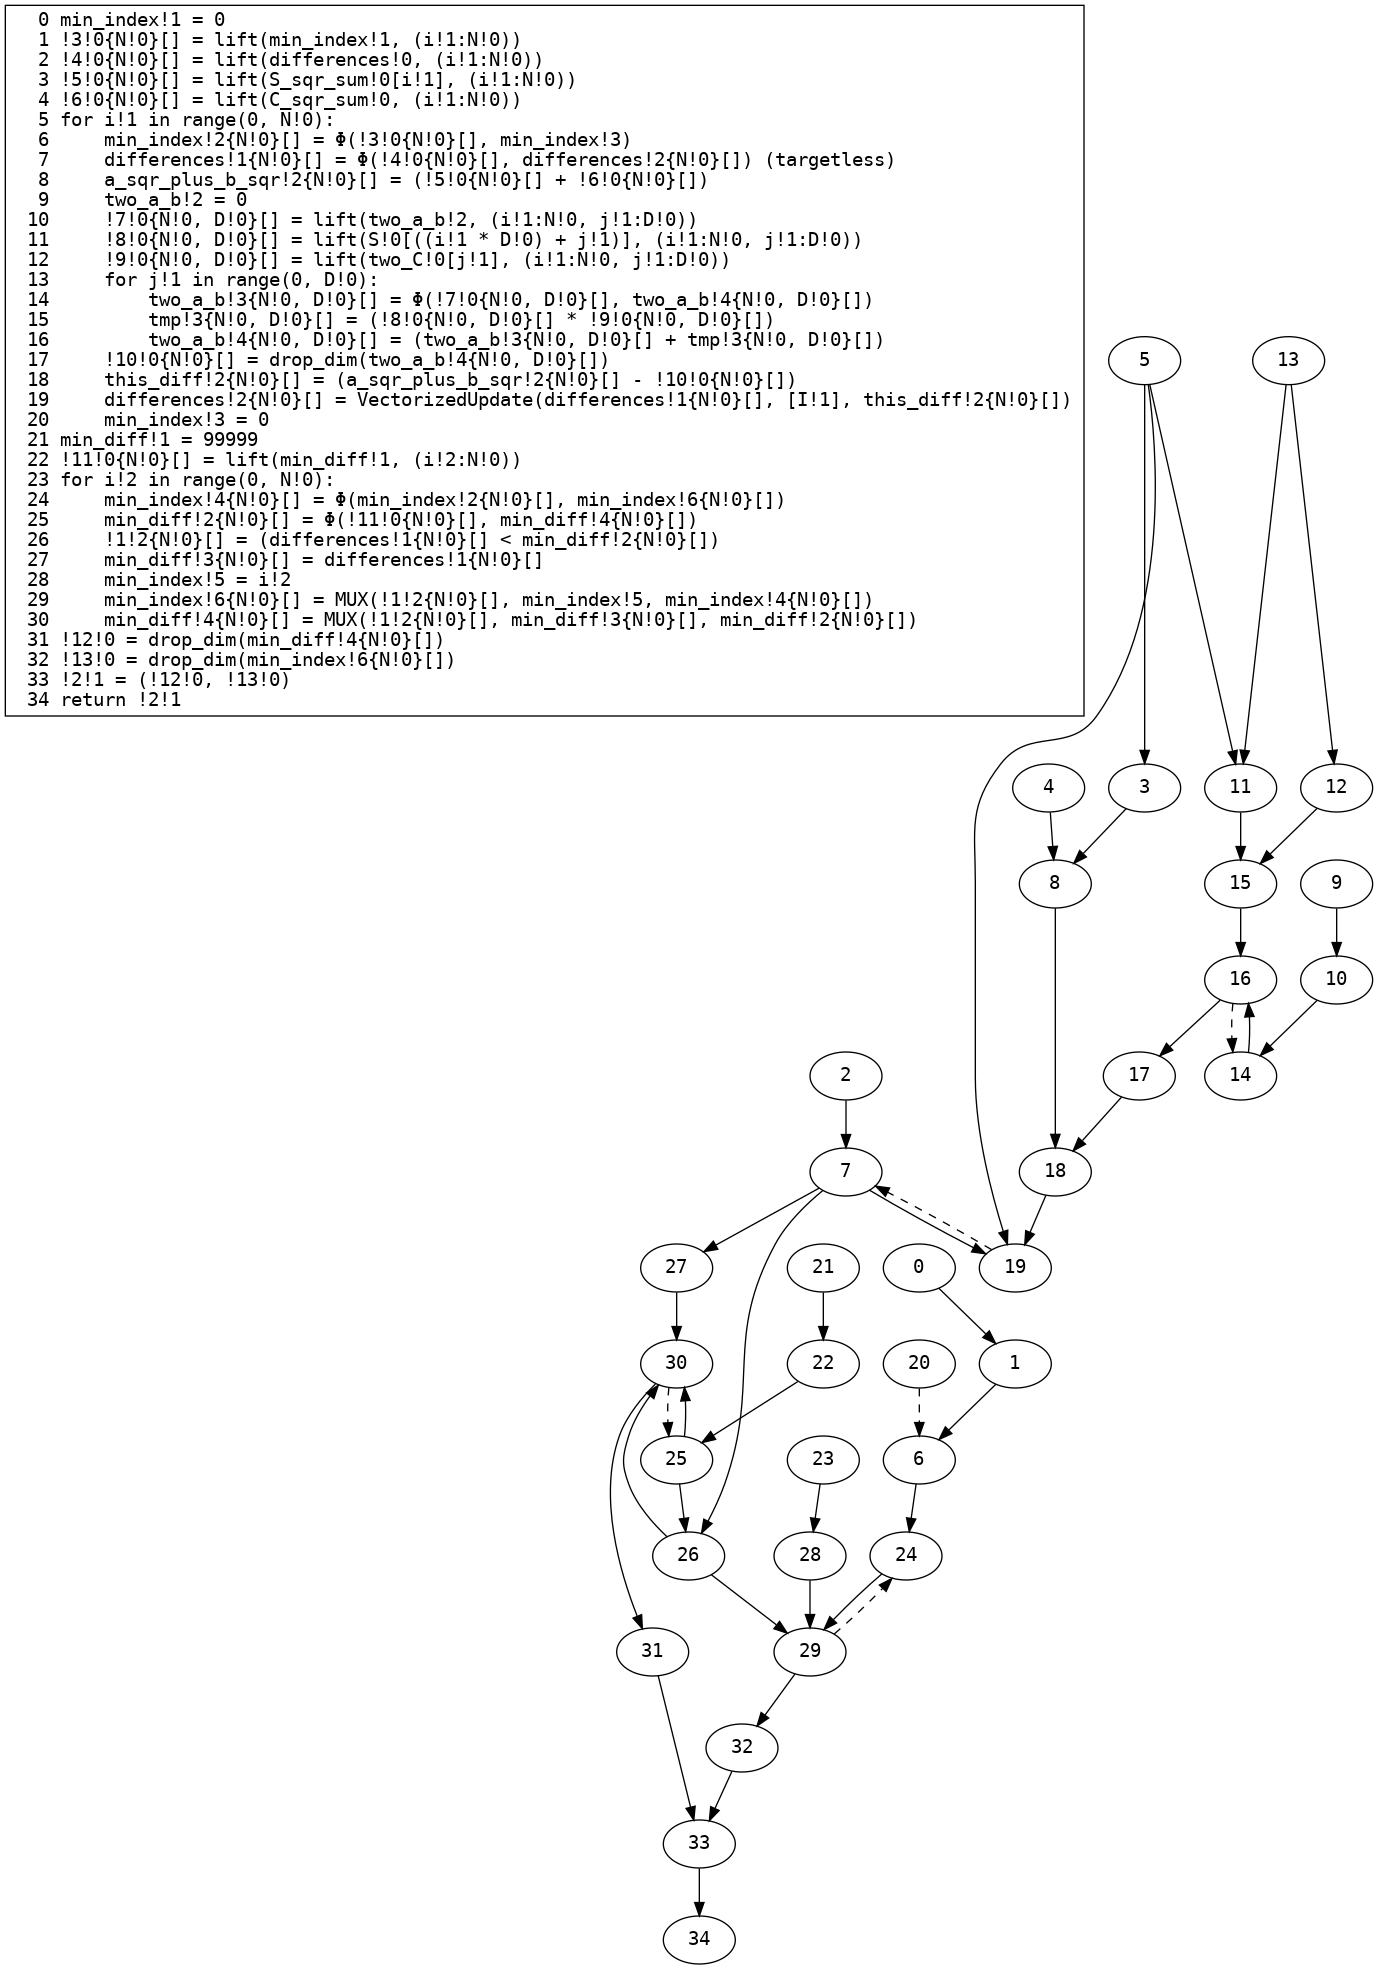 0 min_index!1 = 0
1 !3!0{N!0}[] = lift(min_index!1, (i!1:N!0))
2 !4!0{N!0}[] = lift(differences!0, (i!1:N!0))
3 !5!0{N!0}[] = lift(S_sqr_sum!0[i!1], (i!1:N!0))
4 !6!0{N!0}[] = lift(C_sqr_sum!0, (i!1:N!0))
5 for i!1 in range(0, N!0):
6     min_index!2{N!0}[] = Φ(!3!0{N!0}[], min_index!3)
7     differences!1{N!0}[] = Φ(!4!0{N!0}[], differences!2{N!0}[]) (targetless)
8     a_sqr_plus_b_sqr!2{N!0}[] = (!5!0{N!0}[] + !6!0{N!0}[])
9     two_a_b!2 = 0
10     !7!0{N!0, D!0}[] = lift(two_a_b!2, (i!1:N!0, j!1:D!0))
11     !8!0{N!0, D!0}[] = lift(S!0[((i!1 * D!0) + j!1)], (i!1:N!0, j!1:D!0))
12     !9!0{N!0, D!0}[] = lift(two_C!0[j!1], (i!1:N!0, j!1:D!0))
13     for j!1 in range(0, D!0):
14         two_a_b!3{N!0, D!0}[] = Φ(!7!0{N!0, D!0}[], two_a_b!4{N!0, D!0}[])
15         tmp!3{N!0, D!0}[] = (!8!0{N!0, D!0}[] * !9!0{N!0, D!0}[])
16         two_a_b!4{N!0, D!0}[] = (two_a_b!3{N!0, D!0}[] + tmp!3{N!0, D!0}[])
17     !10!0{N!0}[] = drop_dim(two_a_b!4{N!0, D!0}[])
18     this_diff!2{N!0}[] = (a_sqr_plus_b_sqr!2{N!0}[] - !10!0{N!0}[])
19     differences!2{N!0}[] = VectorizedUpdate(differences!1{N!0}[], [I!1], this_diff!2{N!0}[])
20     min_index!3 = 0
21 min_diff!1 = 99999
22 !11!0{N!0}[] = lift(min_diff!1, (i!2:N!0))
23 for i!2 in range(0, N!0):
24     min_index!4{N!0}[] = Φ(min_index!2{N!0}[], min_index!6{N!0}[])
25     min_diff!2{N!0}[] = Φ(!11!0{N!0}[], min_diff!4{N!0}[])
26     !1!2{N!0}[] = (differences!1{N!0}[] < min_diff!2{N!0}[])
27     min_diff!3{N!0}[] = differences!1{N!0}[]
28     min_index!5 = i!2
29     min_index!6{N!0}[] = MUX(!1!2{N!0}[], min_index!5, min_index!4{N!0}[])
30     min_diff!4{N!0}[] = MUX(!1!2{N!0}[], min_diff!3{N!0}[], min_diff!2{N!0}[])
31 !12!0 = drop_dim(min_diff!4{N!0}[])
32 !13!0 = drop_dim(min_index!6{N!0}[])
33 !2!1 = (!12!0, !13!0)
34 return !2!1
5 13
4 3 11 12
8 15 9
16 10
2 17 14
7 18
27 21 0 19
30 22 20 1
25 23 6
26 28 24
31 29
32
33
34